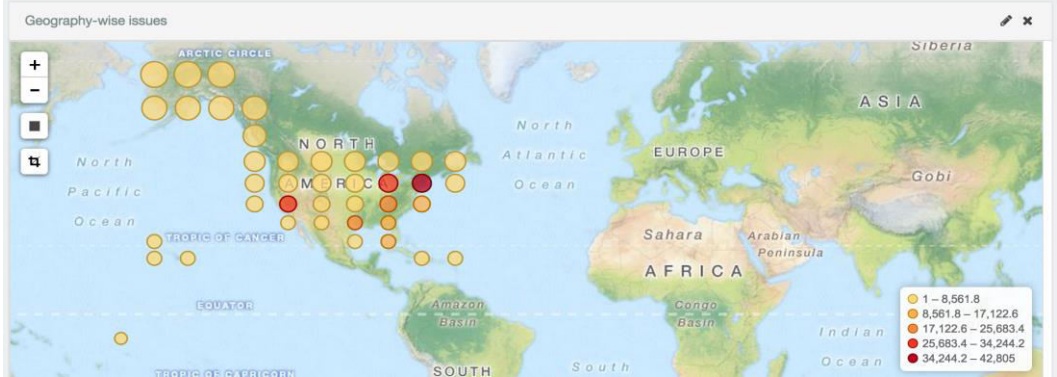 Geography-wise issues
+
−
ARCTIC CIRCLE
Siberia
ASIA
NORTH
AMERICA
North
Atlantic
Ocean
EUROPE
Gobi
North
Pacific
Ocean
TROPIC OF CANCER
Sahara
Arabian
Peninsula
AFRICA
EQUATOR
Amazon
Basin
Congo
Basin
Indian
Ocean
TROPIC OF CAPRICORN
SOUTH
South
1 – 8,561.8
8,561.8 – 17,122.6
17,122.6 – 25,683.4
25,683.4 – 34,244.2
34,244.2 – 42,805